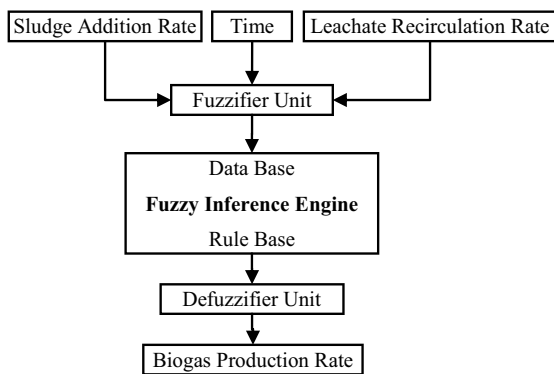 Sludge Addition Rate
Time
Leachate Recirculation Rate
Fuzzifier Unit
Data Base
Fuzzy Inference Engine
Rule Base
Defuzzifier Unit
Biogas Production Rate